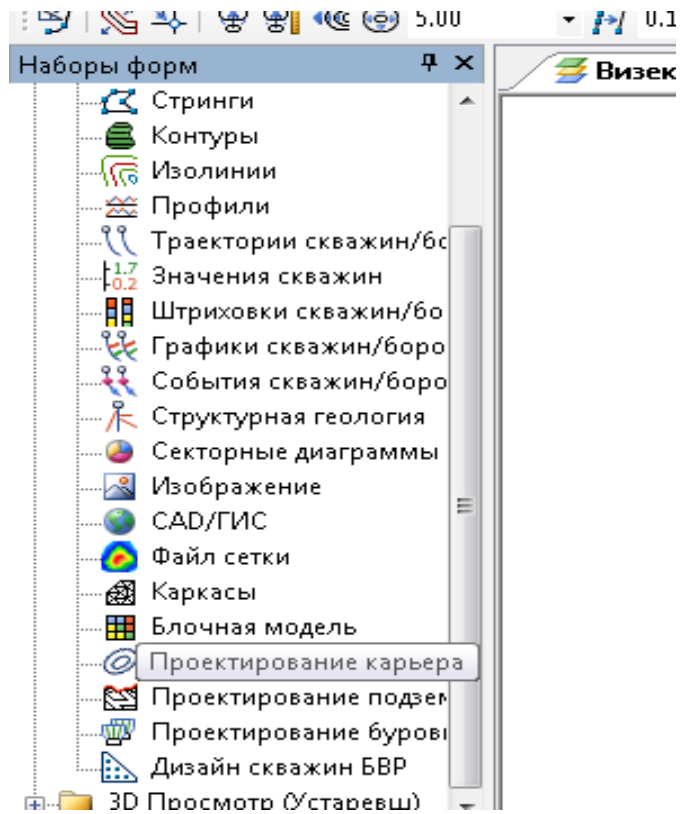 5.00 0.1
Наборы форм
Визек
Стринги
Контуры
Изолинии
Профили
Траектории скважин/бо
1.7
0.2
Значения скважин
Штриховки скважин/бо
Графики скважин/боро
События скважин/боро
Структурная геология
Секторные диаграммы
Изображение
CAD/ГИС
Файл сетки
Каркасы
Блочная модель
Проектирование карьера
Проектирование подзем
Проектирование буровы
Дизайн скважин БВР
3D Просмотр (Устаревш)